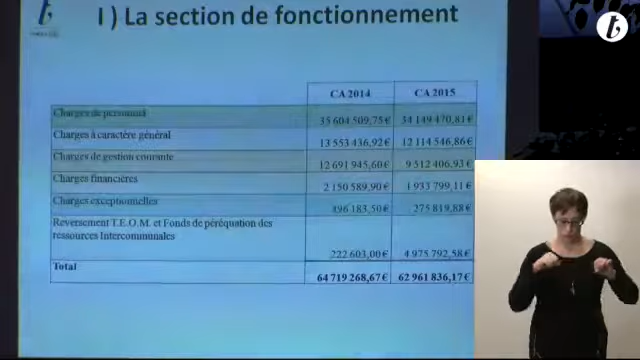 t
I ) La section de fonctionnement
CA 2014 CA 2015
Charges de personnel 35 604 509,75€ 34 149 470,81€
Charges à caractère général 13 553 436,92€ 12 114 546,86€
Charges de gestion courante 12 691 945,60€ 9 512 406,93€
Charges financières 2 150 589,90€ 1 933 799,11€
Charges exceptionnelles 496 183,50€ 275 819,88€
Reversement T.E.O.M. et Fonds de péréquation des
ressources Intercommunales 222 603,00€ 4 975 792,58€
Total 64 719 268,67€ 62 961 836,17€
t